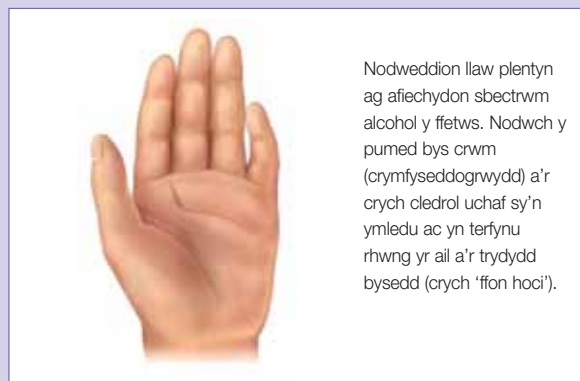 Nodweddion llaw plentyn
ag afiechydon sbectrwm
alcohol y ffetws. Nodwch y
pumed bys crwm
(crymfyseddogrwydd) a'r
crych cledrol uchaf sy'n
ymledu ac yn terfynu
rhwng yr ail a'r trydydd
bysedd (crych ‘ffon hoci’).